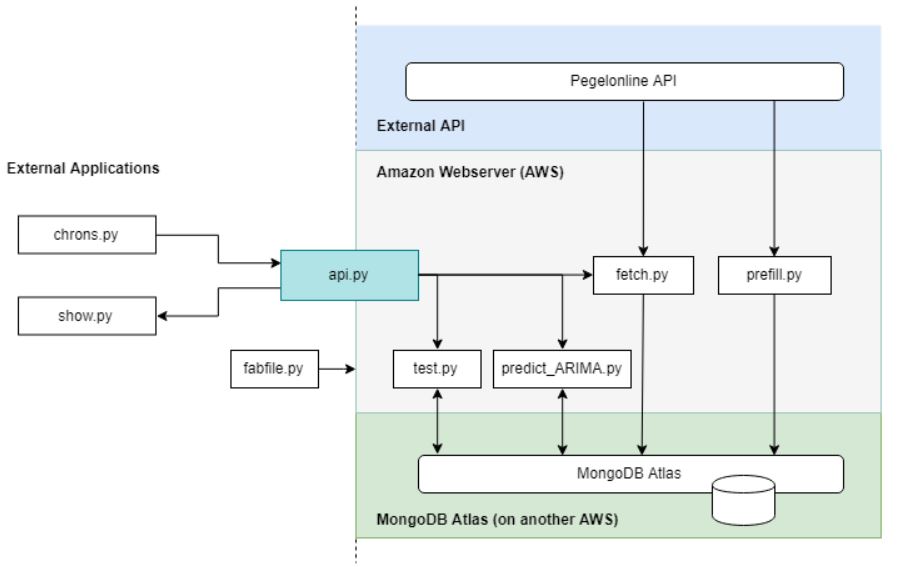 Pegelonline API
External API
External Applications
Amazon Webserver (AWS)
chrons.py
api.py
fetch.py
prefill.py
show.py
fabfile.py
test.py
predict_ARIMA.py
MongoDB Atlas
MongoDB Atlas (on another AWS)